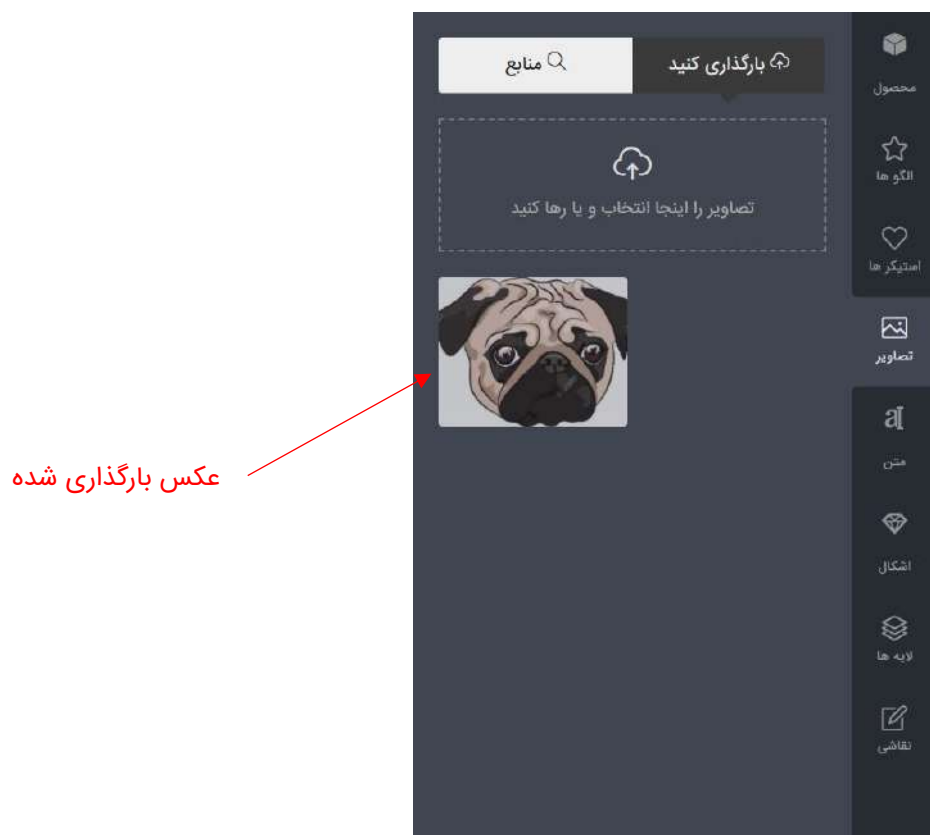 بارگذاری کنید
منابع
تصاویر را اینجا انتخاب و یا رها کنید
محصول
الگو ها
استیکر ها
تصاویر
متن
اشکال
لایه ها
نقاشی
عکس بارگذاری شده